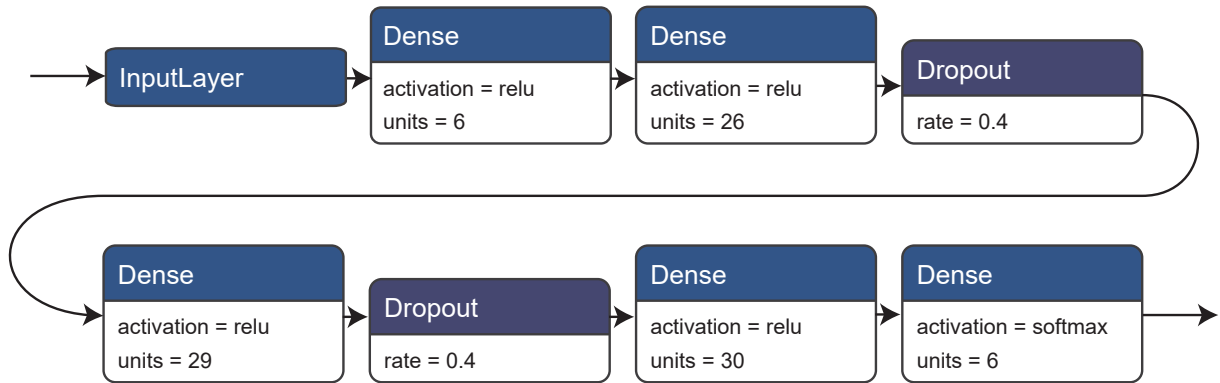 InputLayer
Dense
activation = relu
units = 6
Dense
activation = relu
units = 26
Dropout
rate = 0.4
Dense
activation = relu
units = 29
Dropout
rate = 0.4
Dense
activation = relu
units = 30
Dense
activation = softmax
units = 6